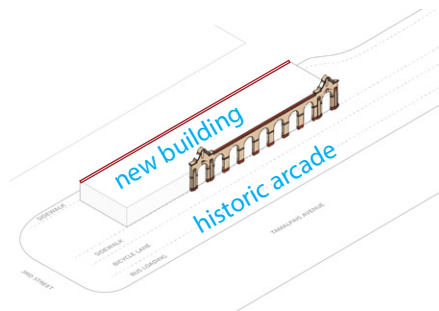 new building
historic arcade
SIDEWALK
SIDEWALK
BICYCLE LANE
BUS LOADING
TAMALPAIS AVENUE
3RD STREET